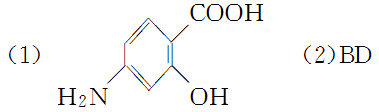 COOH
(1) (2)BD
H₂N OH